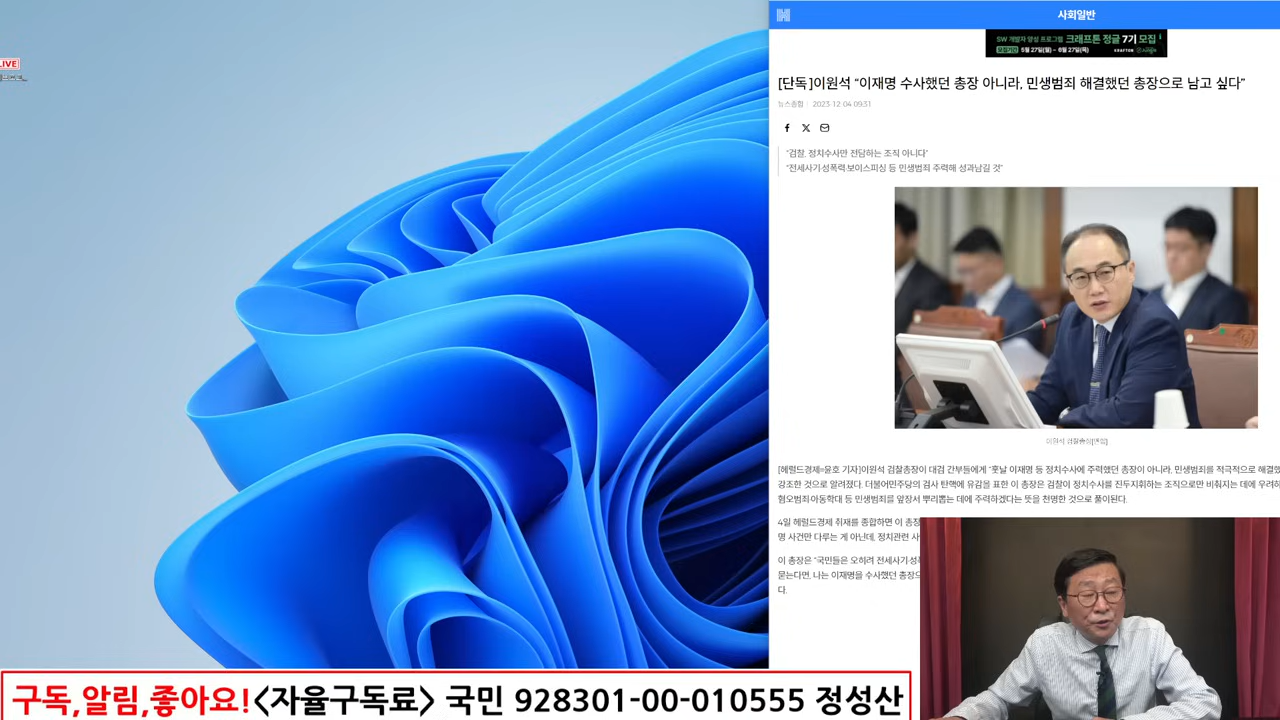 LIVE
사회일반
SW 개발자 양성 프로그램 크래프톤 정글 7기 모집
모집기간 5월 27일(월) ~ 6월 27일(목)
KRAFTON
[단독]이원석 “이재명 수사했던 총장 아니라, 민생범죄 해결했던 총장으로 남고 싶다”
뉴스종합 2023-12-04 09:31
“검찰, 정치수사만 전담하는 조직 아니다”
“전세사기·성폭력·보이스피싱 등 민생범죄 주력해 성과남길 것”
이원석 검찰총장[연합]
[헤럴드경제=윤호 기자]이원석 검찰총장이 대검 간부들에게 “훗날 이재명 등 정치수사에 주력했던 총장이 아니라, 민생범죄를 적극적으로 해결했
강조한 것으로 알려졌다. 더불어민주당의 검사 탄핵에 유감을 표한 이 총장은 검찰이 정치수사를 진두지휘하는 조직으로만 비춰지는 데에 우려하
혐오범죄·아동학대 등 민생범죄를 앞장서 뿌리뽑는 데에 주력하겠다는 뜻을 천명한 것으로 풀이된다.
4일 헤럴드경제 취재를 종합하면 이 총장
명 사건만 다루는 게 아닌데, 정치관련 사
이 총장은 “국민들은 오히려 전세사기·성폭
묻는다면, 나는 이재명을 수사했던 총장으
다.
구독,알림,좋아요!<자율구독료> 국민 928301-00-010555 정성산